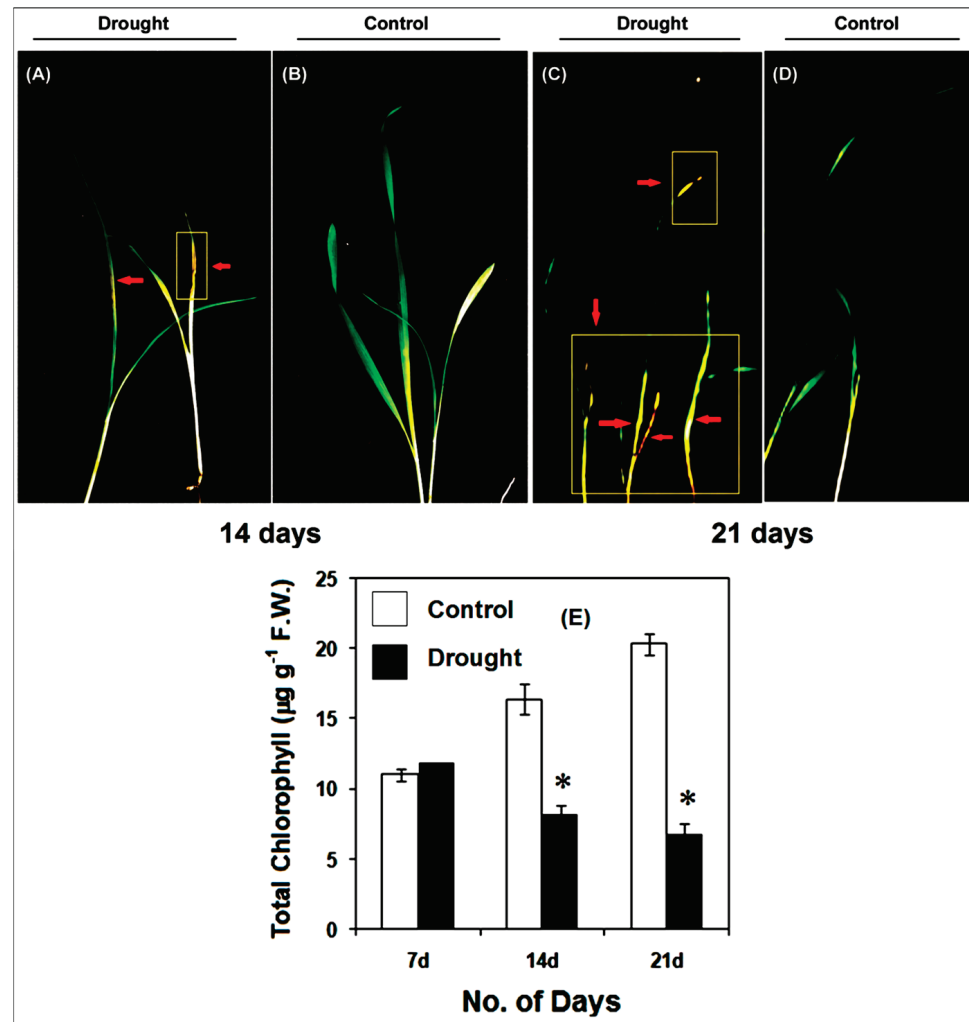 Drought Control Drought Control
(A) (B) (C) (D)
14 days 21 days
Total Chlorophyll (µg g⁻¹ F.W.)
25
20
15
10
5
0
Control
Drought
(E)
*
*
7d 14d 21d
No. of Days